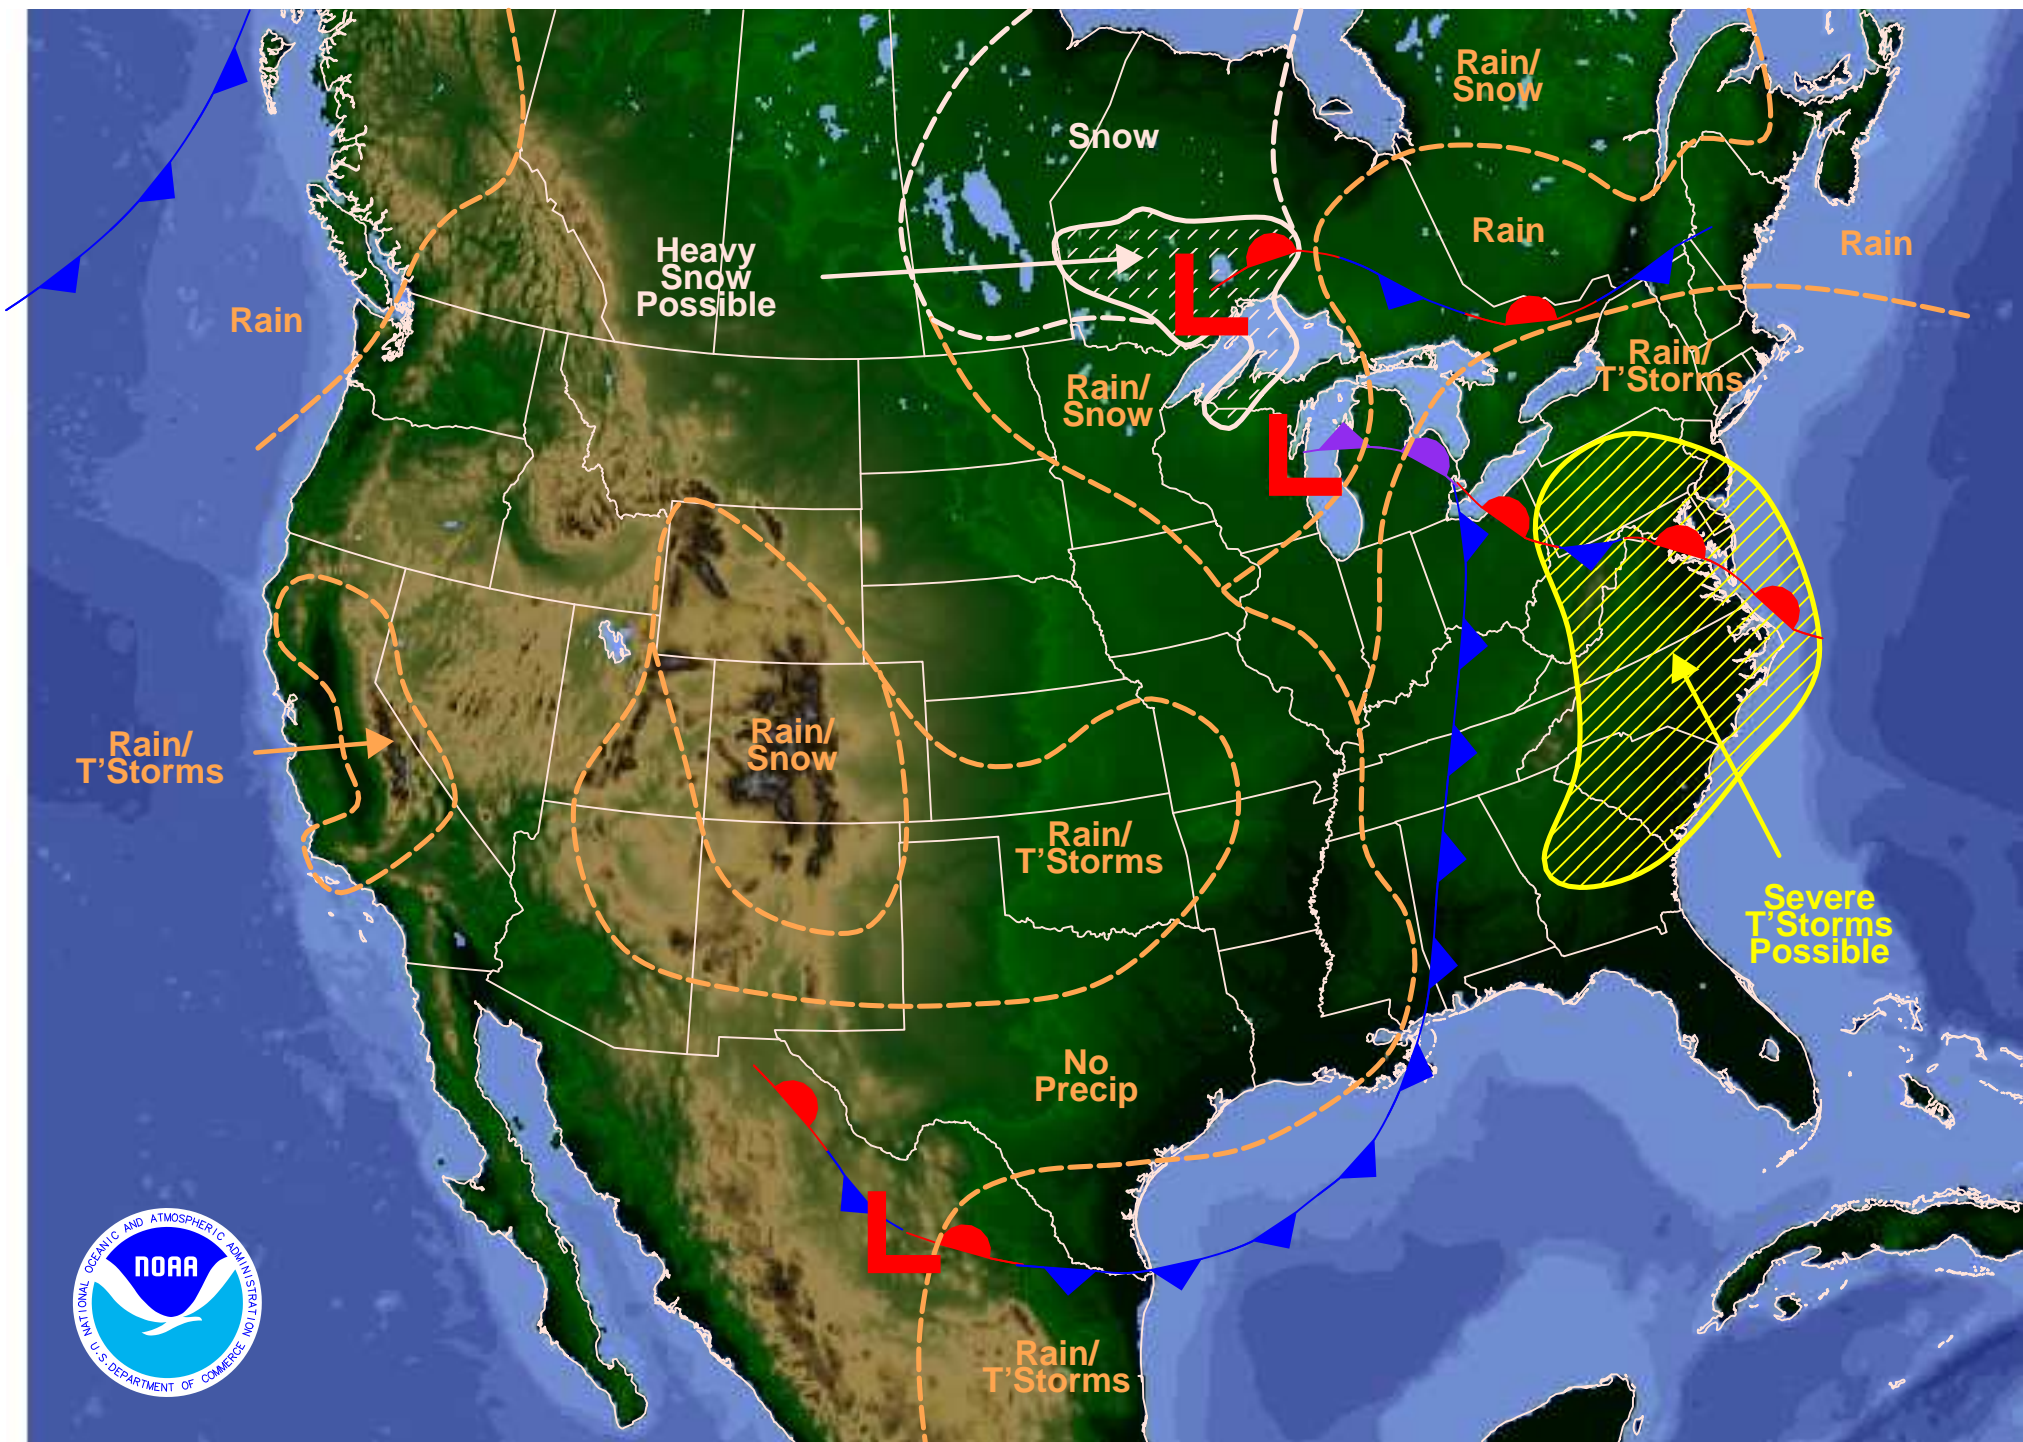 Rain/
Snow
Snow
Rain
Rain
Heavy
Snow
Possible
Rain
Rain/
T'Storms
Rain/
Snow
Rain/
T'Storms
Rain/
Snow
Rain/
T'Storms
Severe
T'Storms
Possible
No
Precip
Rain/
T'Storms
L
L
L
NATIONAL OCEANIC AND ATMOSPHERIC ADMINISTRATION
NOAA
U.S. DEPARTMENT OF COMMERCE